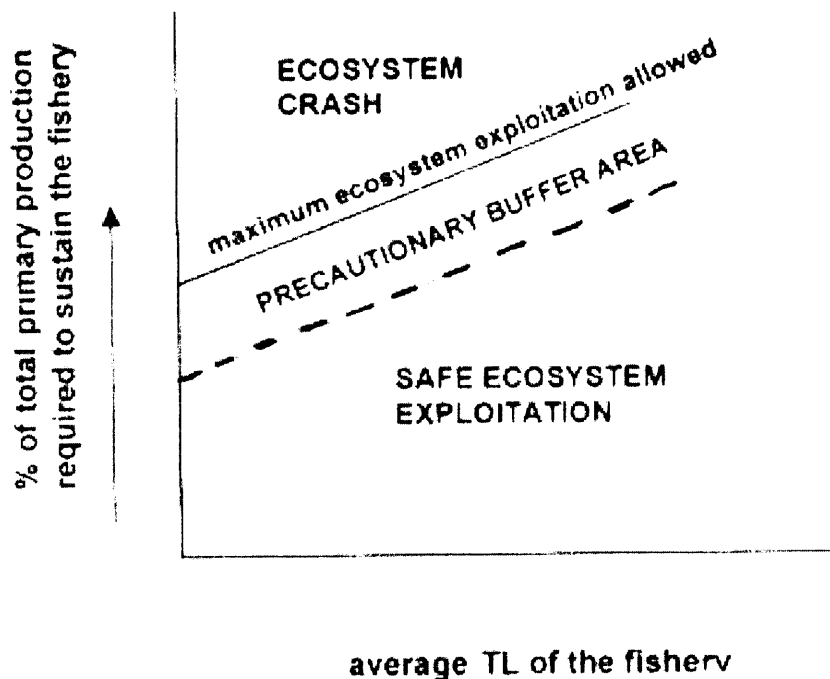 % of total primary production
required to sustain the fishery
ECOSYSTEM
CRASH
maximum ecosystem exploitation allowed
PRECAUTIONARY BUFFER AREA
SAFE ECOSYSTEM
EXPLOITATION
average TL of the fishery